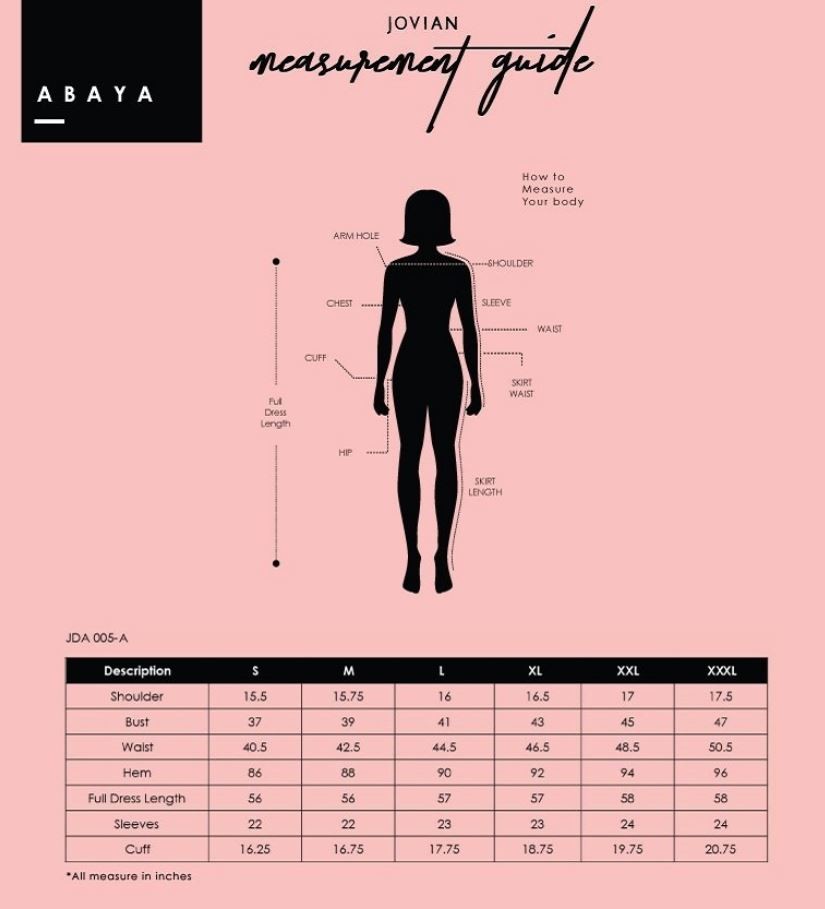 JOVIAN
measurement guide
ABAYA
How to
Measure
Your body
ARM HOLE
SHOULDER
CHEST
SLEEVE
WAIST
CUFF
SKIRT
WAIST
Full
Dress
Length
HIP
SKIRT
LENGTH
JDA 005-A
Description S M L XL XXL XXXL
Shoulder 15.5 15.75 16 16.5 17 17.5
Bust 37 39 41 43 45 47
Waist 40.5 42.5 44.5 46.5 48.5 50.5
Hem 86 88 90 92 94 96
Full Dress Length 56 56 57 57 58 58
Sleeves 22 22 23 23 24 24
Cuff 16.25 16.75 17.75 18.75 19.75 20.75
*All measure in inches